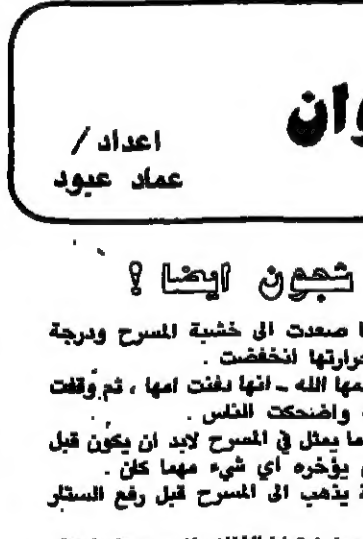 وان
اعداد /
عماد عبود
شجون ايضا ؟
صعدت الى خشبة المسرح ودرجة
حرارتها انخفضت .
الله - انها دفنت امها ، ثم وقفت
واضحكت الناس .
يمثل في المسرح لابد ان يكون قبل
يؤخره اي شيء مهما كان .
يذهب الى المسرح قبل رفع الستار